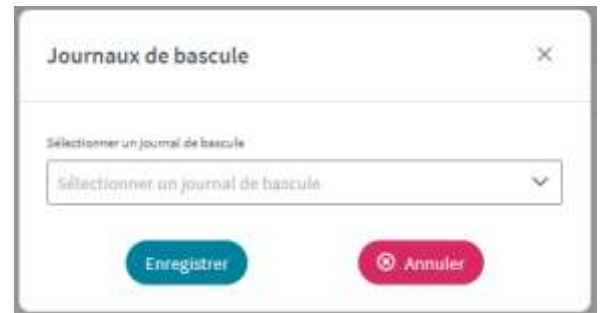 Journaux de bascule
Sélectionner un journal de bascule
Sélectionner un journal de bascule
Enregistrer
Annuler